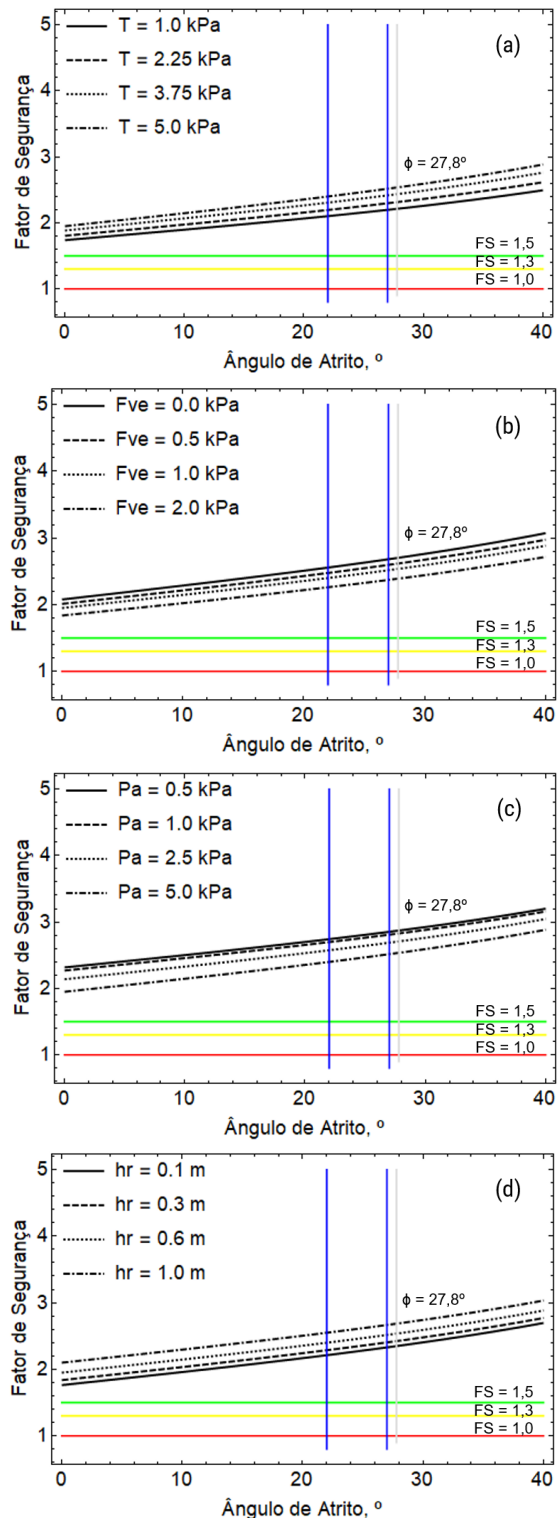 5
T = 1.0 kPa
(a)
T = 2.25 kPa
4
T = 3.75 kPa
T = 5.0 kPa
Fator de Segurança
3
ϕ = 27,8º
2
FS = 1,5
FS = 1,3
1
FS = 1,0
0 10 20 30 40
Ângulo de Atrito, º
5
Fve = 0.0 kPa
(b)
Fve = 0.5 kPa
4
Fve = 1.0 kPa
Fve = 2.0 kPa
Fator de Segurança
3
ϕ = 27,8º
2
FS = 1,5
FS = 1,3
1
FS = 1,0
0 10 20 30 40
Ângulo de Atrito, º
5
Pa = 0.5 kPa
(c)
Pa = 1.0 kPa
4
Pa = 2.5 kPa
Pa = 5.0 kPa
Fator de Segurança
3
ϕ = 27,8º
2
FS = 1,5
FS = 1,3
1
FS = 1,0
0 10 20 30 40
Ângulo de Atrito, º
5
hr = 0.1 m
(d)
hr = 0.3 m
4
hr = 0.6 m
hr = 1.0 m
Fator de Segurança
3
ϕ = 27,8º
2
FS = 1,5
FS = 1,3
1
FS = 1,0
0 10 20 30 40
Ângulo de Atrito, º